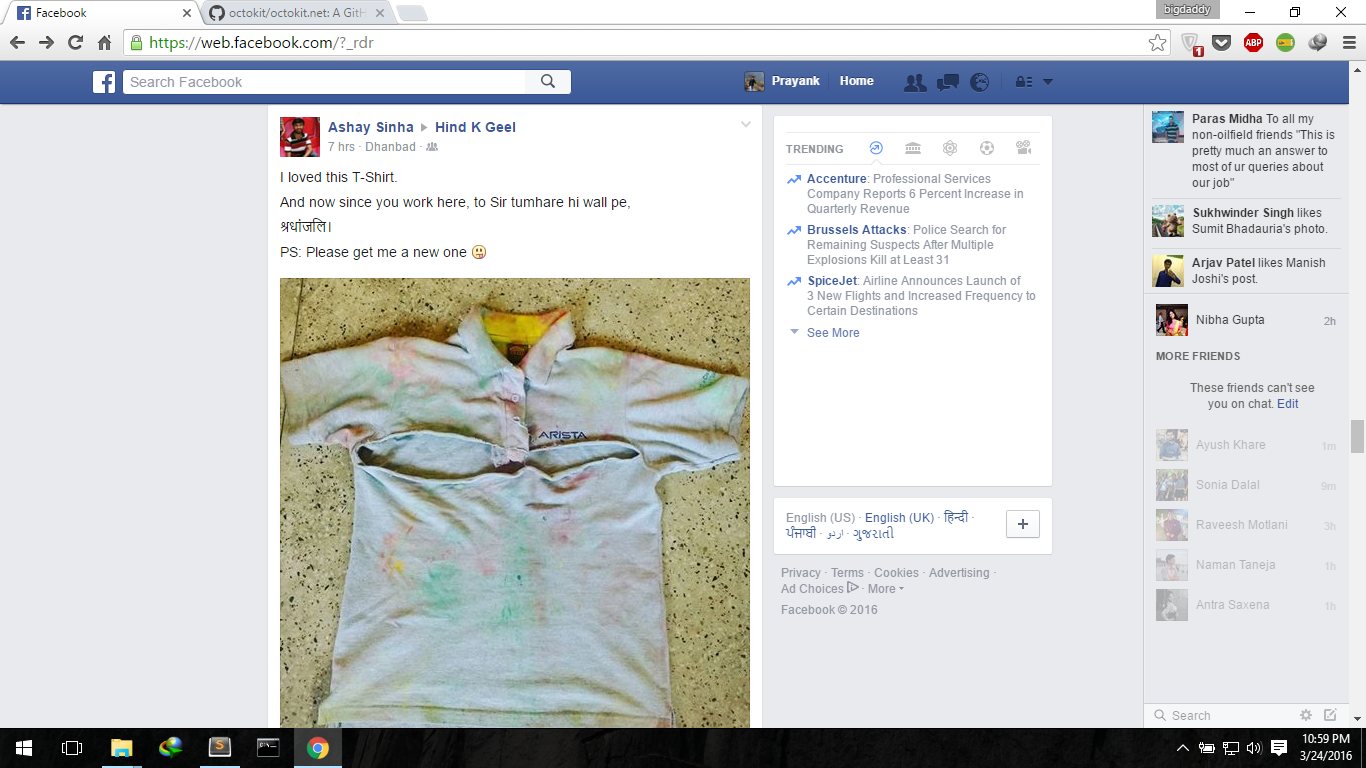 Facebook
octokit/octokit.net: A GitH
bigdaddy
https://web.facebook.com/?_rdr
1
ABP
Search Facebook
Prayank
Home
Ashay Sinha ▸ Hind K Geel
7 hrs · Dhanbad ·
I loved this T-Shirt.
And now since you work here, to Sir tumhare hi wall pe,
श्रधांजलि।
PS: Please get me a new one
ARISTA
TRENDING
Accenture: Professional Services
Company Reports 6 Percent Increase in
Quarterly Revenue
Brussels Attacks: Police Search for
Remaining Suspects After Multiple
Explosions Kill at Least 31
SpiceJet: Airline Announces Launch of
3 New Flights and Increased Frequency to
Certain Destinations
See More
English (US) · English (UK) · हिन्दी ·
ਪੰਜਾਬੀ · اردو · ગુજરાતી
Privacy · Terms · Cookies · Advertising ·
Ad Choices · More
Facebook © 2016
Paras Midha To all my
non-oilfield friends "This is
pretty much an answer to
most of ur queries about
our job"
Sukhwinder Singh likes
Sumit Bhadauria's photo.
Arjav Patel likes Manish
Joshi's post.
Nibha Gupta 2h
MORE FRIENDS
These friends can't see
you on chat. Edit
Ayush Khare 1m
Sonia Dalal 9m
Raveesh Motlani 3h
Naman Taneja 1h
Antra Saxena 1h
Search
10:59 PM
3/24/2016